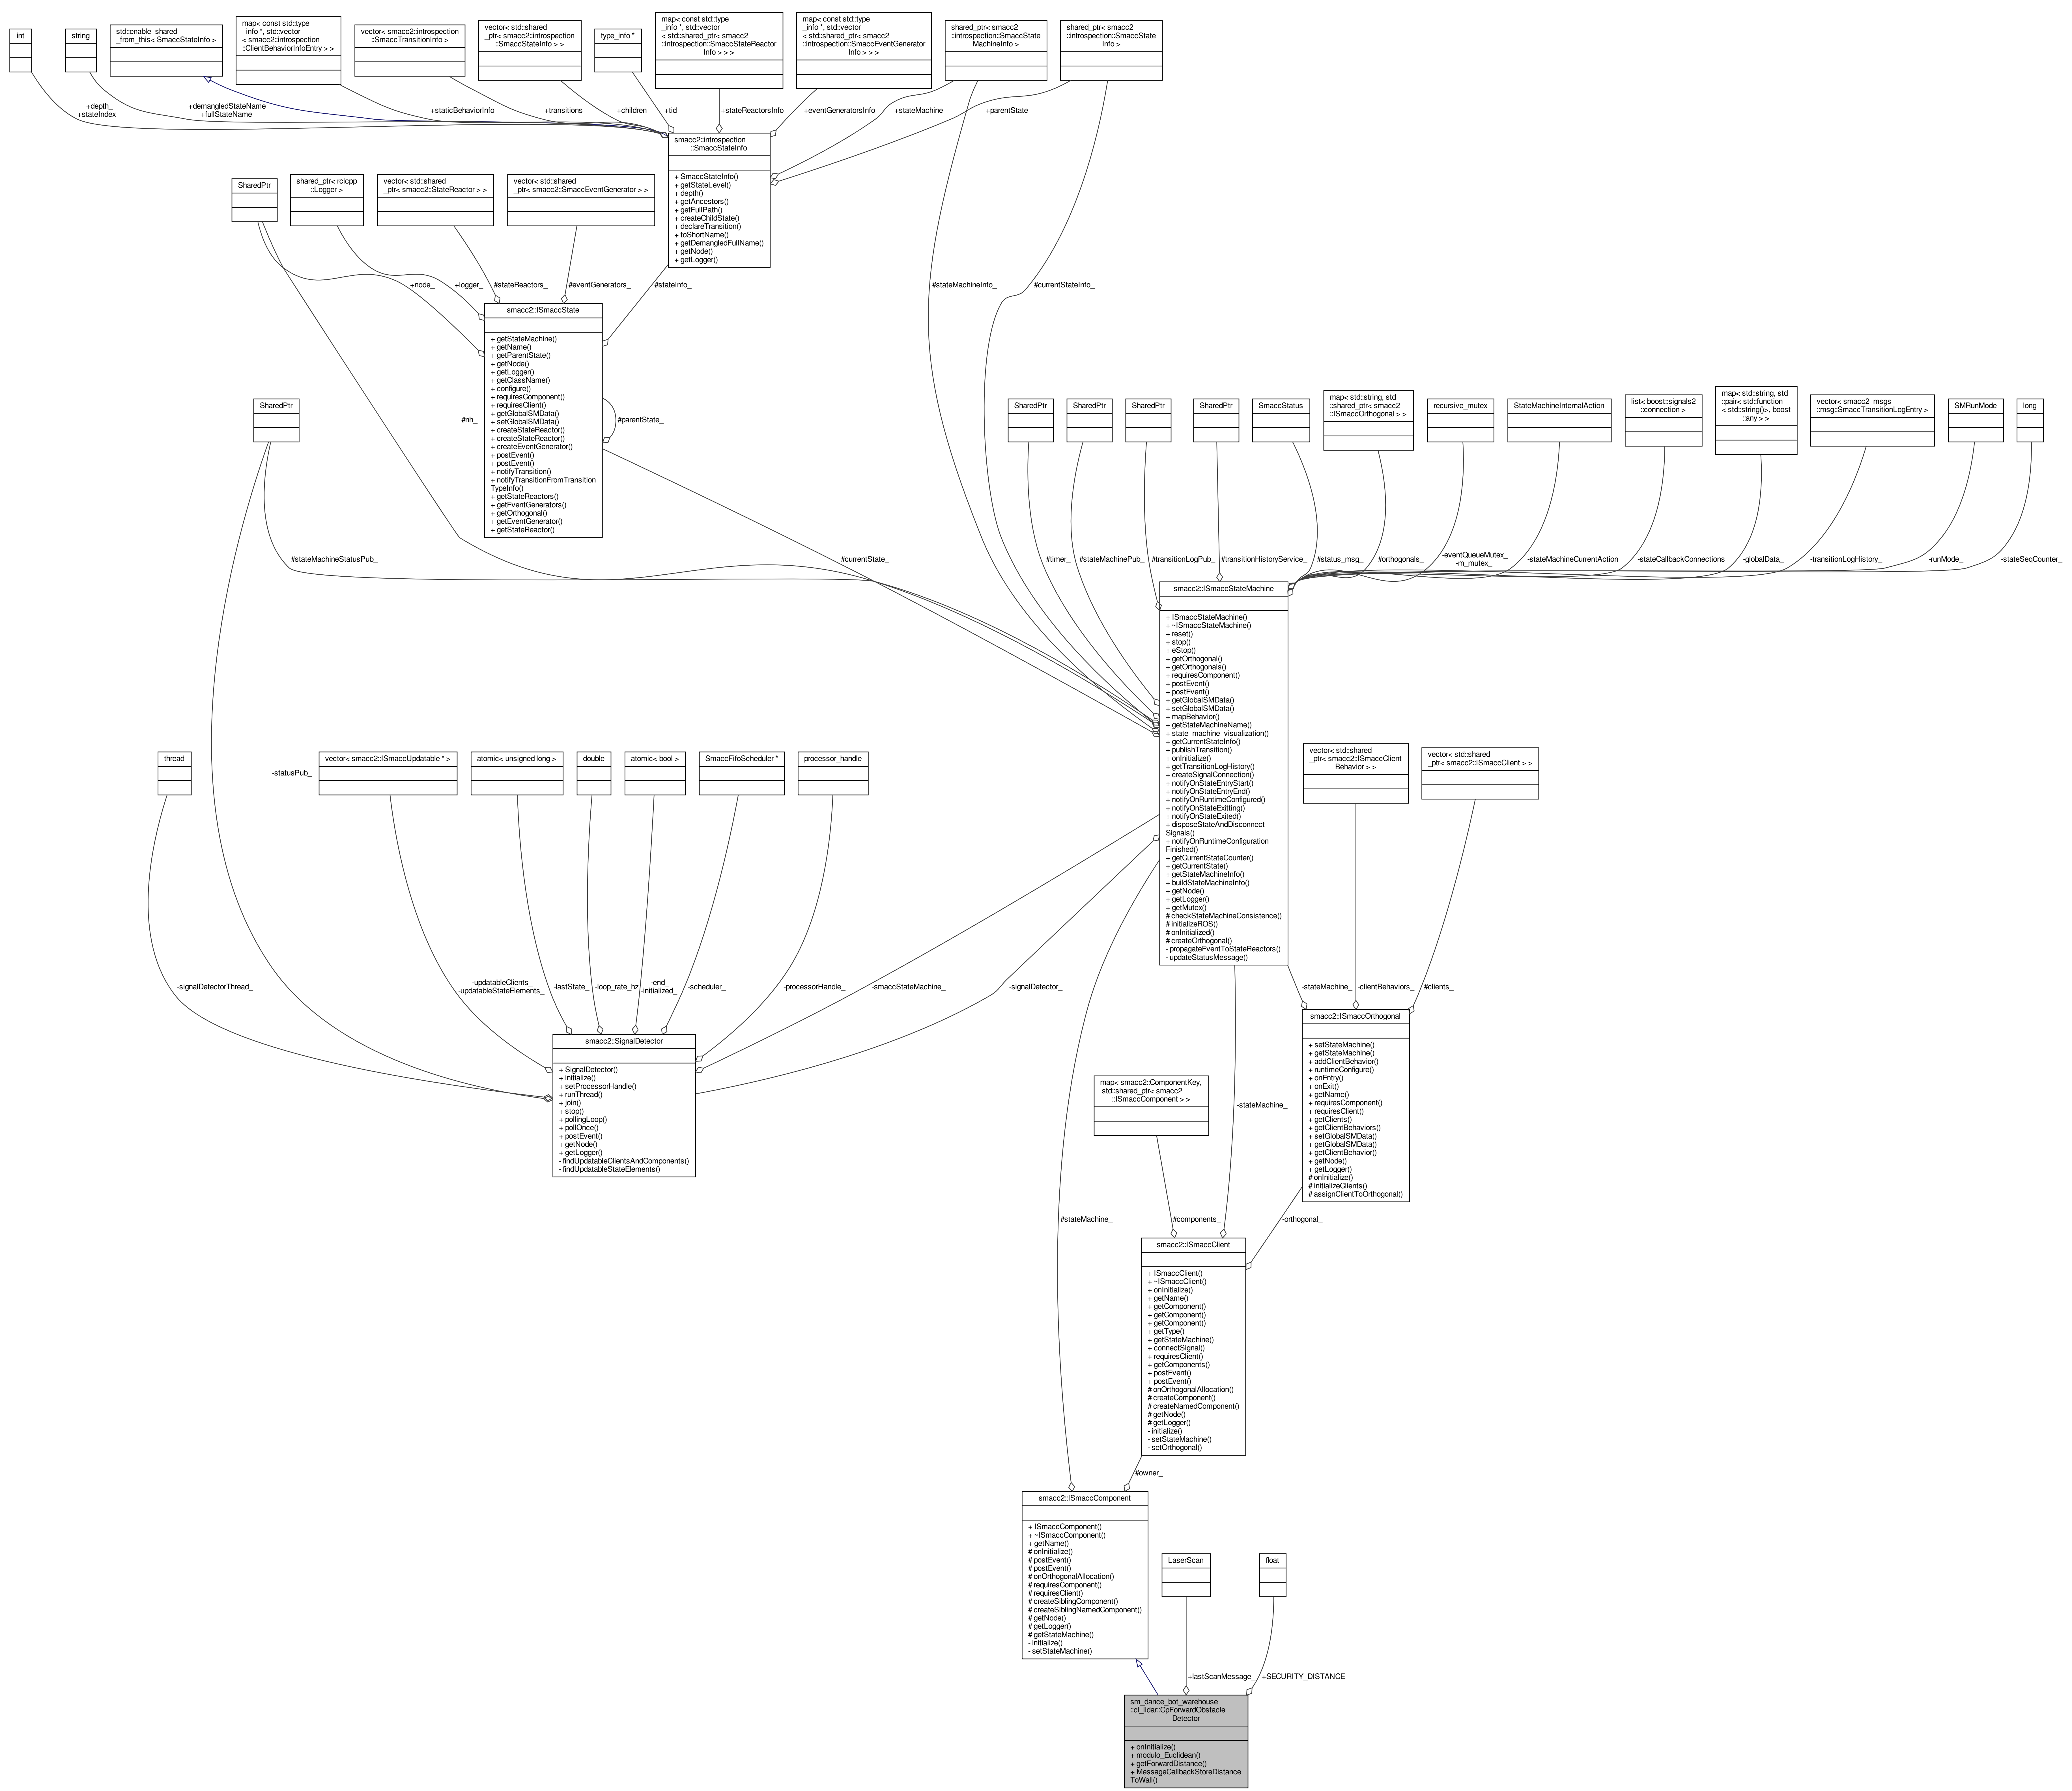 int
string
std::enable_shared
_from_this< SmaccStateInfo >
map< const std::type
_info *, std::vector
< smacc2::introspection
::ClientBehaviorInfoEntry > >
vector< smacc2::introspection
::SmaccTransitionInfo >
vector< std::shared
_ptr< smacc2::introspection
::SmaccStateInfo > >
type_info *
map< const std::type
_info *, std::vector
< std::shared_ptr< smacc2
::introspection::SmaccStateReactor
Info > > >
map< const std::type
_info *, std::vector
< std::shared_ptr< smacc2
::introspection::SmaccEventGenerator
Info > > >
shared_ptr< smacc2
::introspection::SmaccState
MachineInfo >
shared_ptr< smacc2
::introspection::SmaccState
Info >
+depth_
+stateIndex_
+demangledStateName
+fullStateName
+staticBehaviorInfo
+transitions_
+children_
+tid_
+stateReactorsInfo
+eventGeneratorsInfo
+stateMachine_
+parentState_
smacc2::introspection
::SmaccStateInfo
+ SmaccStateInfo()
+ getStateLevel()
+ depth()
+ getAncestors()
+ getFullPath()
+ createChildState()
+ declareTransition()
+ toShortName()
+ getDemangledFullName()
+ getNode()
+ getLogger()
SharedPtr
shared_ptr< rclcpp
::Logger >
vector< std::shared
_ptr< smacc2::StateReactor > >
vector< std::shared
_ptr< smacc2::SmaccEventGenerator > >
+node_
+logger_
#stateReactors_
#eventGenerators_
#stateInfo_
#stateMachineInfo_
#currentStateInfo_
smacc2::ISmaccState
+ getStateMachine()
+ getName()
+ getParentState()
+ getNode()
+ getLogger()
+ getClassName()
+ configure()
+ requiresComponent()
+ requiresClient()
+ getGlobalSMData()
+ setGlobalSMData()
+ createStateReactor()
+ createStateReactor()
+ createEventGenerator()
+ postEvent()
+ postEvent()
+ notifyTransition()
+ notifyTransitionFromTransition
TypeInfo()
+ getStateReactors()
+ getEventGenerators()
+ getOrthogonal()
+ getEventGenerator()
+ getStateReactor()
#parentState_
#nh_
SharedPtr
SharedPtr
SharedPtr
SharedPtr
SharedPtr
SmaccStatus
map< std::string, std
::shared_ptr< smacc2
::ISmaccOrthogonal > >
recursive_mutex
StateMachineInternalAction
list< boost::signals2
::connection >
map< std::string, std
::pair< std::function
< std::string()>, boost
::any > >
vector< smacc2_msgs
::msg::SmaccTransitionLogEntry >
SMRunMode
long
#stateMachineStatusPub_
#currentState_
#timer_
#stateMachinePub_
#transitionLogPub_
#transitionHistoryService_
#status_msg_
#orthogonals_
-eventQueueMutex_
-m_mutex_
-stateMachineCurrentAction
-stateCallbackConnections
-globalData_
-transitionLogHistory_
-runMode_
-stateSeqCounter_
smacc2::ISmaccStateMachine
+ ISmaccStateMachine()
+ ~ISmaccStateMachine()
+ reset()
+ stop()
+ eStop()
+ getOrthogonal()
+ getOrthogonals()
+ requiresComponent()
+ postEvent()
+ postEvent()
+ getGlobalSMData()
+ setGlobalSMData()
+ mapBehavior()
+ getStateMachineName()
+ state_machine_visualization()
+ getCurrentStateInfo()
+ publishTransition()
+ onInitialize()
+ getTransitionLogHistory()
+ createSignalConnection()
+ notifyOnStateEntryStart()
+ notifyOnStateEntryEnd()
+ notifyOnRuntimeConfigured()
+ notifyOnStateExitting()
+ notifyOnStateExited()
+ disposeStateAndDisconnect
Signals()
+ notifyOnRuntimeConfiguration
Finished()
+ getCurrentStateCounter()
+ getCurrentState()
+ getStateMachineInfo()
+ buildStateMachineInfo()
+ getNode()
+ getLogger()
+ getMutex()
# checkStateMachineConsistence()
# initializeROS()
# onInitialized()
# createOrthogonal()
- propagateEventToStateReactors()
- updateStatusMessage()
thread
-statusPub_
vector< smacc2::ISmaccUpdatable * >
atomic< unsigned long >
double
atomic< bool >
SmaccFifoScheduler *
processor_handle
vector< std::shared
_ptr< smacc2::ISmaccClient
Behavior > >
vector< std::shared
_ptr< smacc2::ISmaccClient > >
-signalDetectorThread_
-updatableClients_
-updatableStateElements_
-lastState_
-loop_rate_hz
-end_
-initialized_
-scheduler_
-processorHandle_
-smaccStateMachine_
-signalDetector_
-stateMachine_
-clientBehaviors_
#clients_
smacc2::SignalDetector
+ SignalDetector()
+ initialize()
+ setProcessorHandle()
+ runThread()
+ join()
+ stop()
+ pollingLoop()
+ pollOnce()
+ postEvent()
+ getNode()
+ getLogger()
- findUpdatableClientsAndComponents()
- findUpdatableStateElements()
smacc2::ISmaccOrthogonal
+ setStateMachine()
+ getStateMachine()
+ addClientBehavior()
+ runtimeConfigure()
+ onEntry()
+ onExit()
+ getName()
+ requiresComponent()
+ requiresClient()
+ getClients()
+ getClientBehaviors()
+ setGlobalSMData()
+ getGlobalSMData()
+ getClientBehavior()
+ getNode()
+ getLogger()
# onInitialize()
# initializeClients()
# assignClientToOrthogonal()
map< smacc2::ComponentKey,
std::shared_ptr< smacc2
::ISmaccComponent > >
-stateMachine_
#stateMachine_
#components_
-orthogonal_
smacc2::ISmaccClient
+ ISmaccClient()
+ ~ISmaccClient()
+ onInitialize()
+ getName()
+ getComponent()
+ getComponent()
+ getComponent()
+ getType()
+ getStateMachine()
+ connectSignal()
+ requiresClient()
+ getComponents()
+ postEvent()
+ postEvent()
# onOrthogonalAllocation()
# createComponent()
# createNamedComponent()
# getNode()
# getLogger()
- initialize()
- setStateMachine()
- setOrthogonal()
#owner_
smacc2::ISmaccComponent
+ ISmaccComponent()
+ ~ISmaccComponent()
+ getName()
# onInitialize()
# postEvent()
# postEvent()
# onOrthogonalAllocation()
# requiresComponent()
# requiresClient()
# createSiblingComponent()
# createSiblingNamedComponent()
# getNode()
# getLogger()
# getStateMachine()
- initialize()
- setStateMachine()
LaserScan
float
+lastScanMessage_
+SECURITY_DISTANCE
sm_dance_bot_warehouse
::cl_lidar::CpForwardObstacle
Detector
+ onInitialize()
+ modulo_Euclidean()
+ getForwardDistance()
+ MessageCallbackStoreDistance
ToWall()